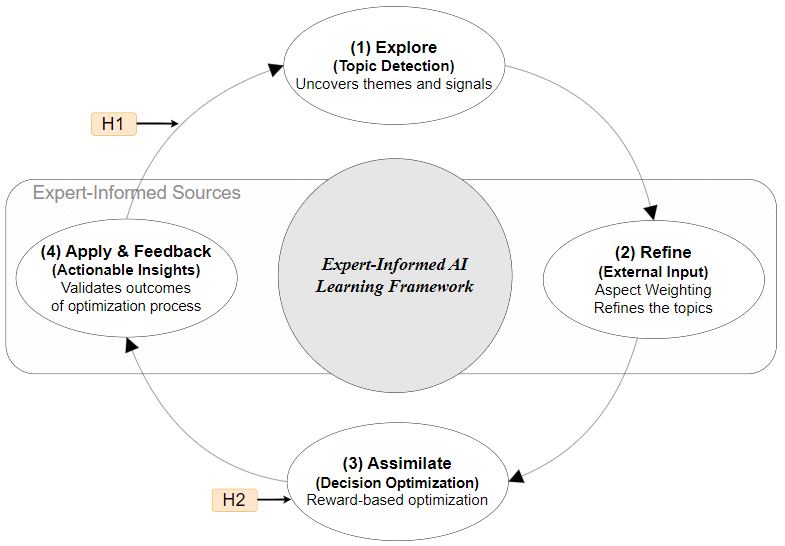 (1) Explore
(Topic Detection)
Uncovers themes and signals
H1
Expert-Informed Sources
(4) Apply & Feedback
(Actionable Insights)
Validates outcomes
of optimization process
Expert-Informed AI
Learning Framework
(2) Refine
(External Input)
Aspect Weighting
Refines the topics
(3) Assimilate
(Decision Optimization)
Reward-based optimization
H2